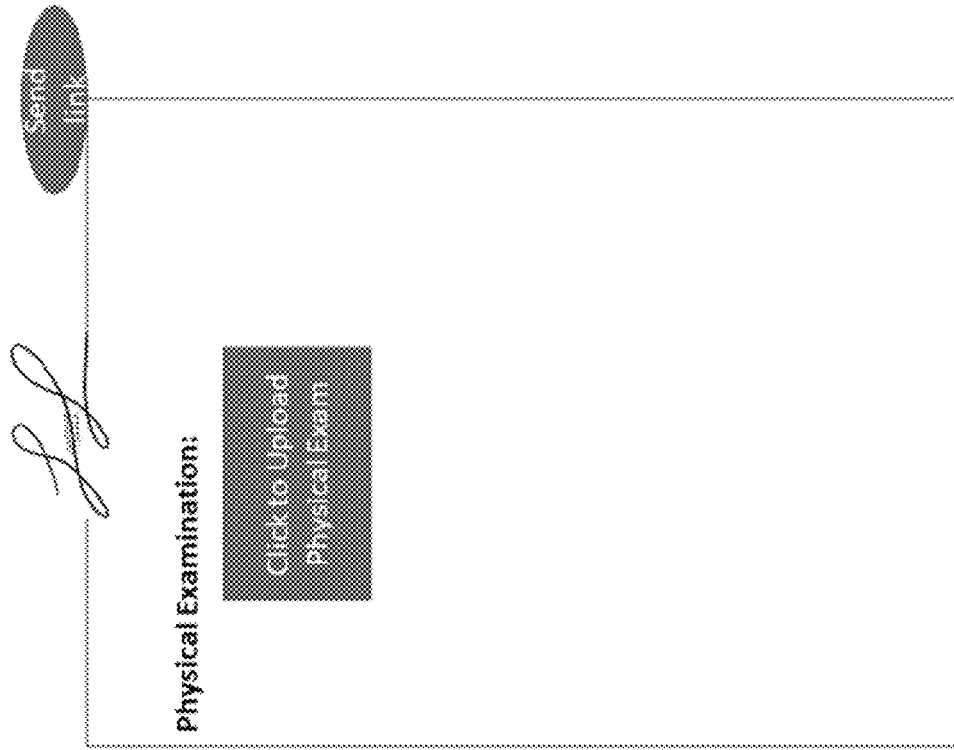 Send
link
Physical Examination:
Click to Upload
Physical Exam